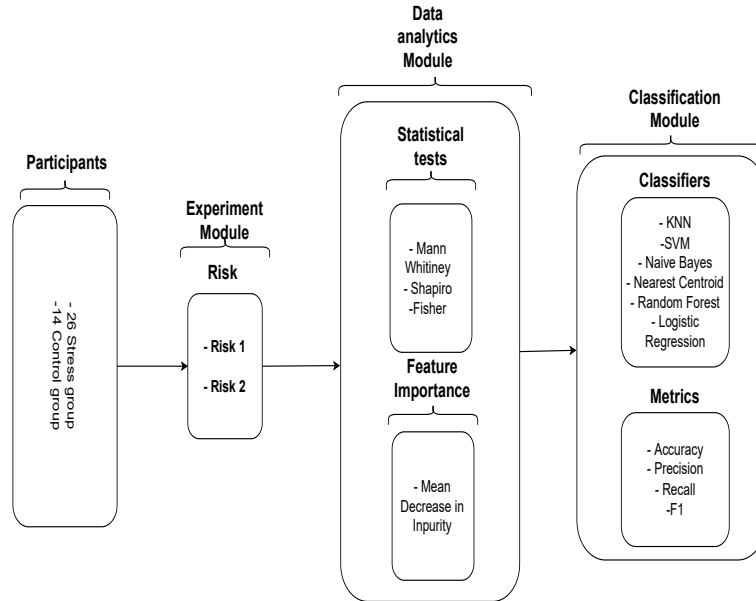 Participants
- 26 Stress group
-14 Control group
Experiment
Module
Risk
- Risk 1
- Risk 2
Data
analytics
Module
Statistical
tests
- Mann
Whitiney
- Shapiro
-Fisher
Feature
Importance
- Mean
Decrease in
Inpurity
Classification
Module
Classifiers
- KNN
-SVM
- Naive Bayes
- Nearest Centroid
- Random Forest
- Logistic
Regression
Metrics
- Accuracy
- Precision
- Recall
-F1